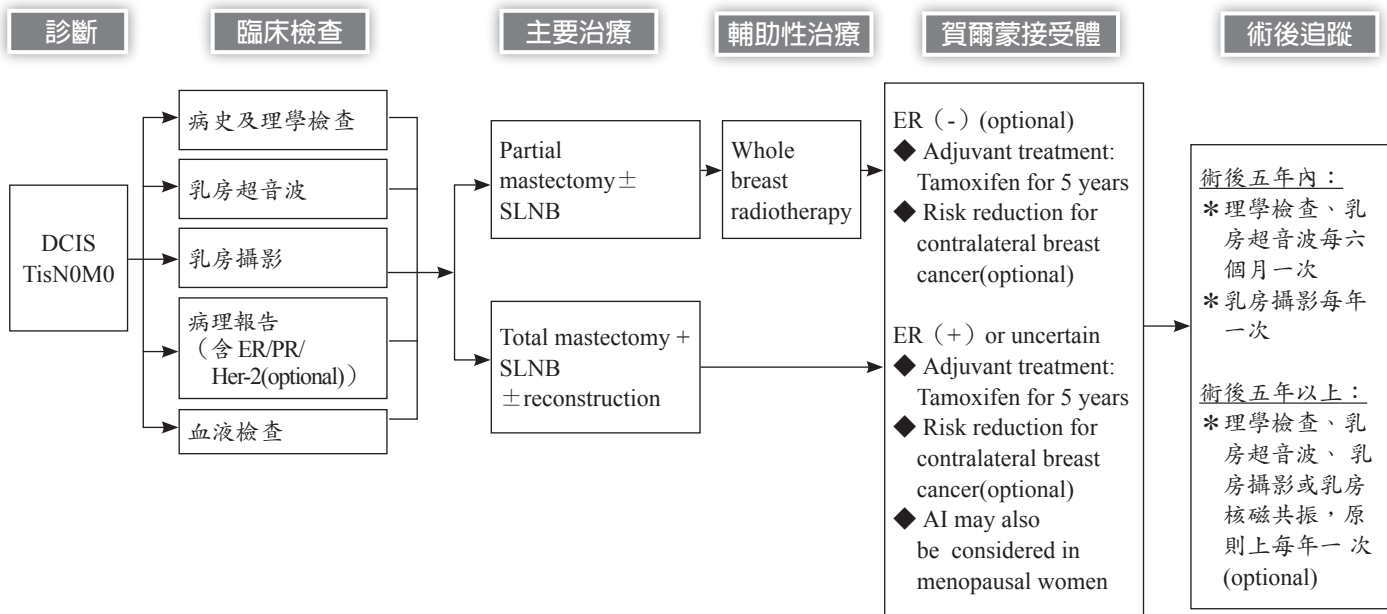 診斷
臨床檢查
主要治療
輔助性治療
賀爾蒙接受體
術後追蹤
DCIS
TisN0M0
病史及理學檢查
乳房超音波
乳房攝影
病理報告
（含 ER/PR/
Her-2(optional)）
血液檢查
Partial
mastectomy±
SLNB
Total mastectomy +
SLNB
±reconstruction
Whole
breast
radiotherapy
ER（-）(optional)
◆ Adjuvant treatment:
Tamoxifen for 5 years
◆ Risk reduction for
contralateral breast
cancer(optional)
ER（+）or uncertain
◆ Adjuvant treatment:
Tamoxifen for 5 years
◆ Risk reduction for
contralateral breast
cancer(optional)
◆ AI may also
be considered in
menopausal women
術後五年內：
＊理學檢查、乳
房超音波每六
個月一次
＊乳房攝影每年
一次
術後五年以上：
＊理學檢查、乳
房超音波、 乳
房攝影或乳房
核磁共振，原
則上每年一 次
(optional)